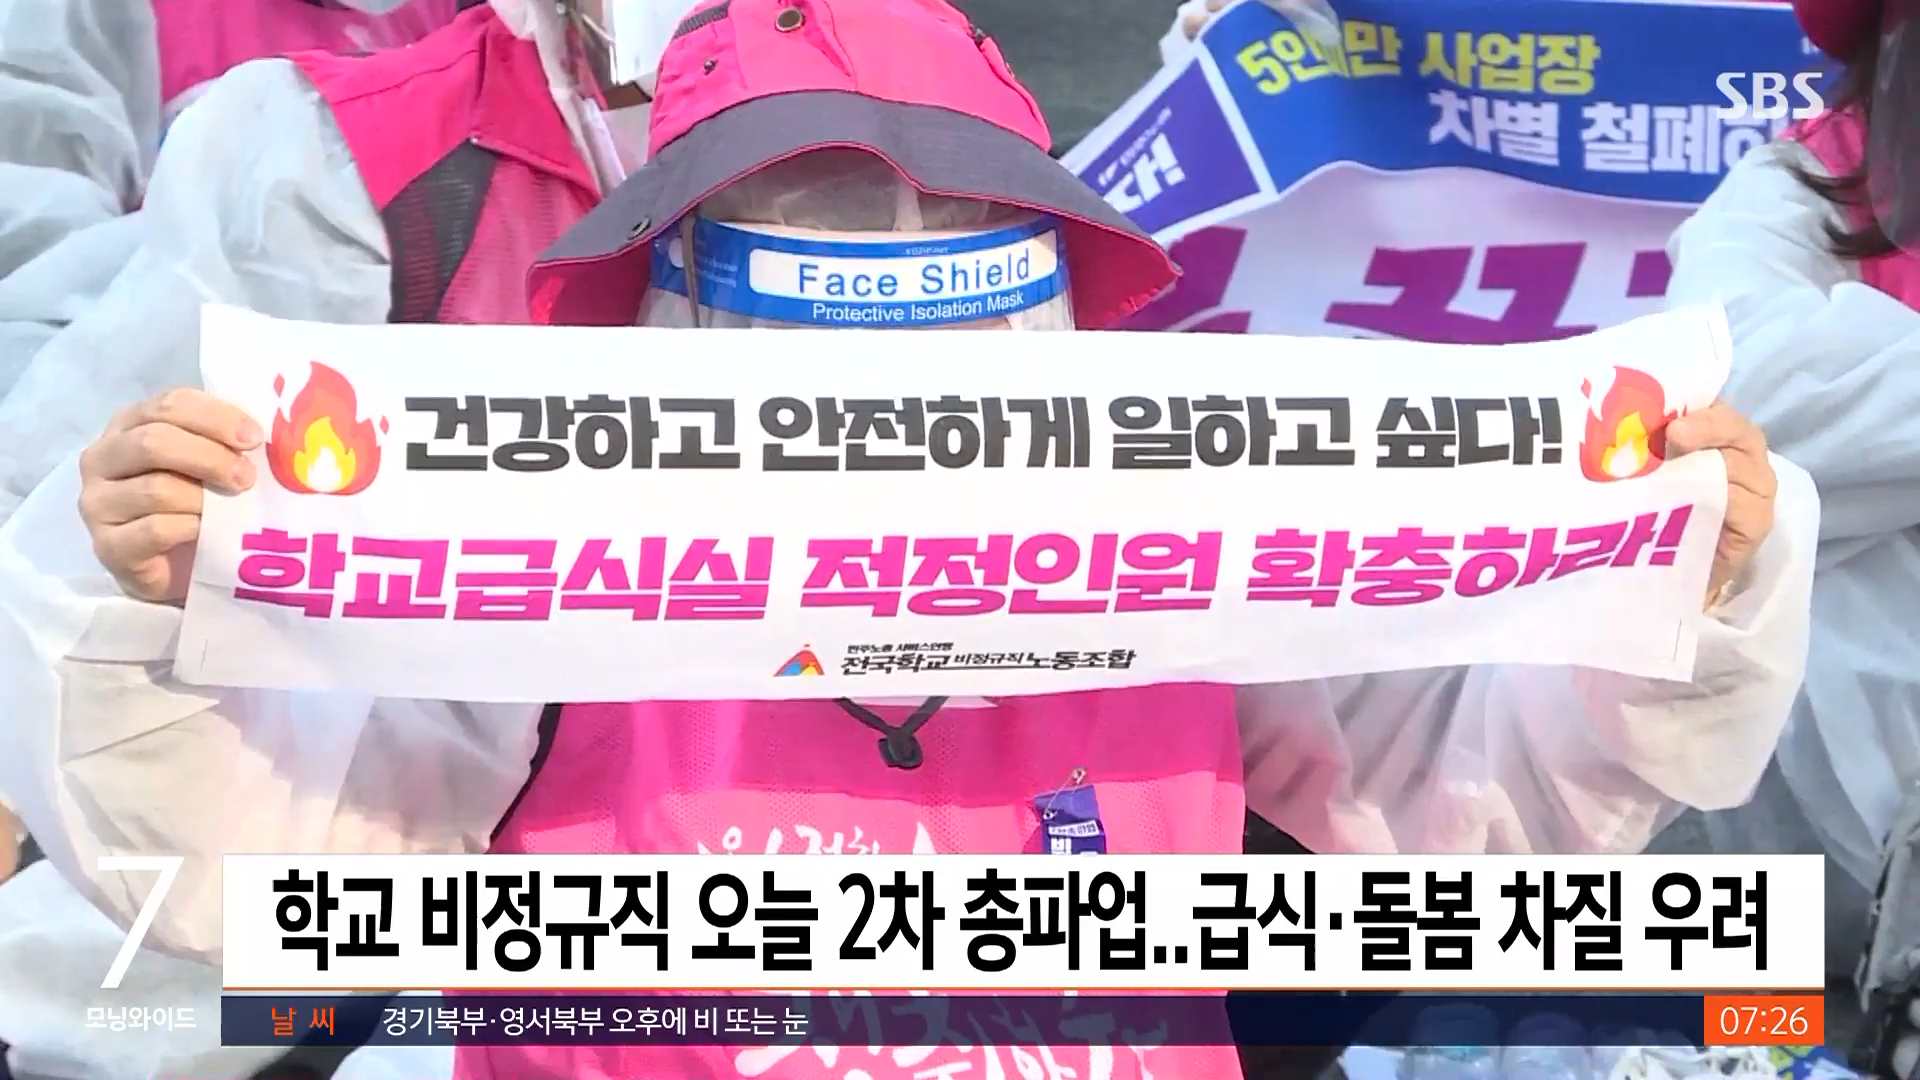 5인미만 사업장
차별 철폐하
SBS
Face Shield
Protective Isolation Mask
건강하고 안전하게 일하고 싶다!
학교급식실 적정인원 확충하라!
민주노총 서비스연맹
전국학교비정규직노동조합
7
모닝와이드
학교 비정규직 오늘 2차 총파업..급식·돌봄 차질 우려
날씨 경기북부·영서북부 오후에 비 또는 눈
07:26